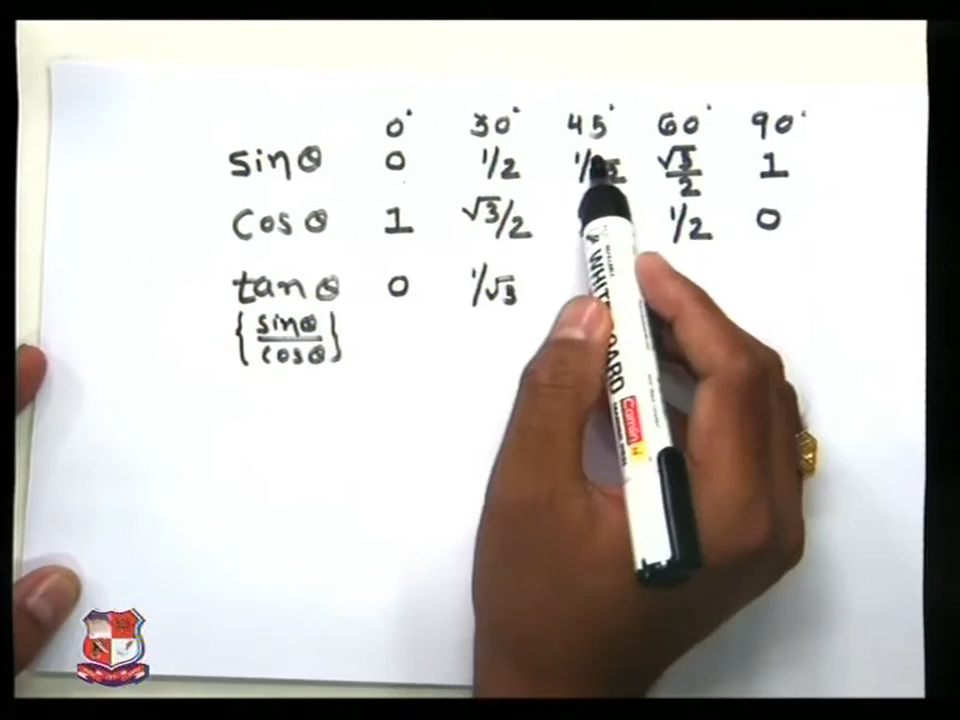 0° 30° 45° 60° 90°
sinθ 0 1/2 √3/2 1
cosθ 1 √3/2 1/2 0
tanθ 0 1/√3
{sinθ/cosθ}
WHITEBOARD
Camlin